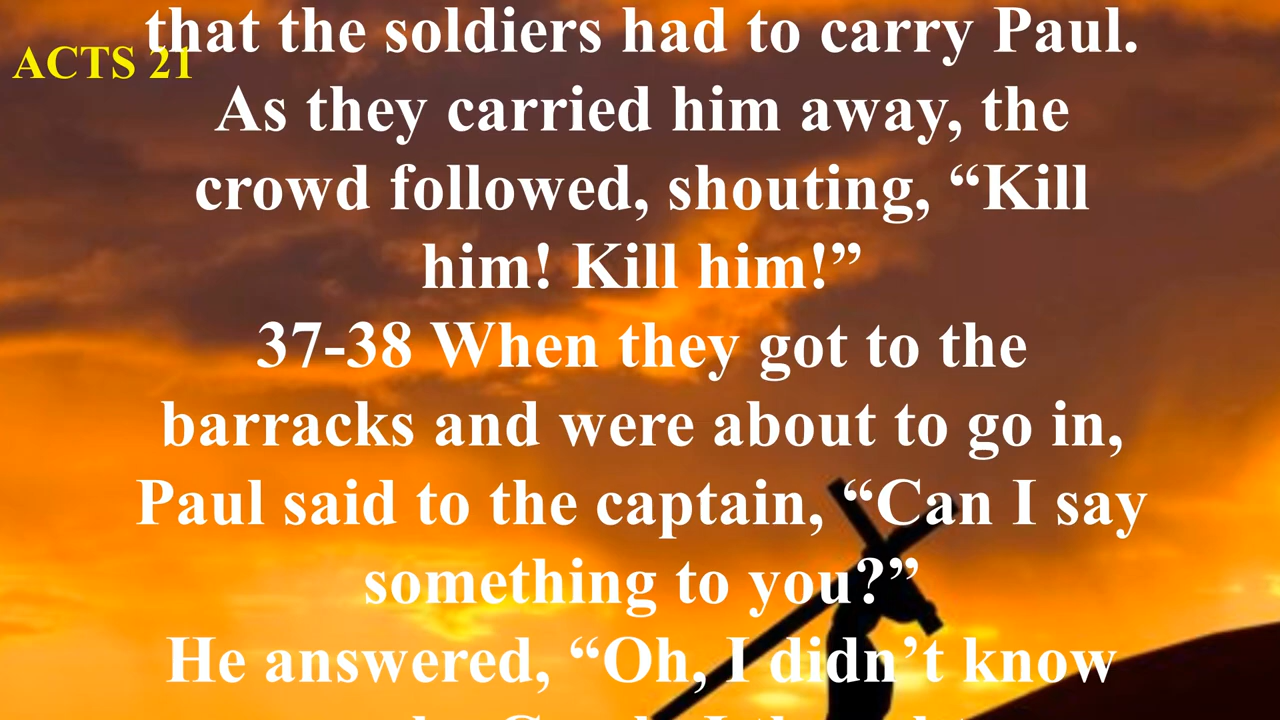 that the soldiers had to carry Paul.
ACTS 21
As they carried him away, the
crowd followed, shouting, “Kill
him! Kill him!”
37-38 When they got to the
barracks and were about to go in,
Paul said to the captain, “Can I say
something to you?”
He answered, “Oh, I didn’t know